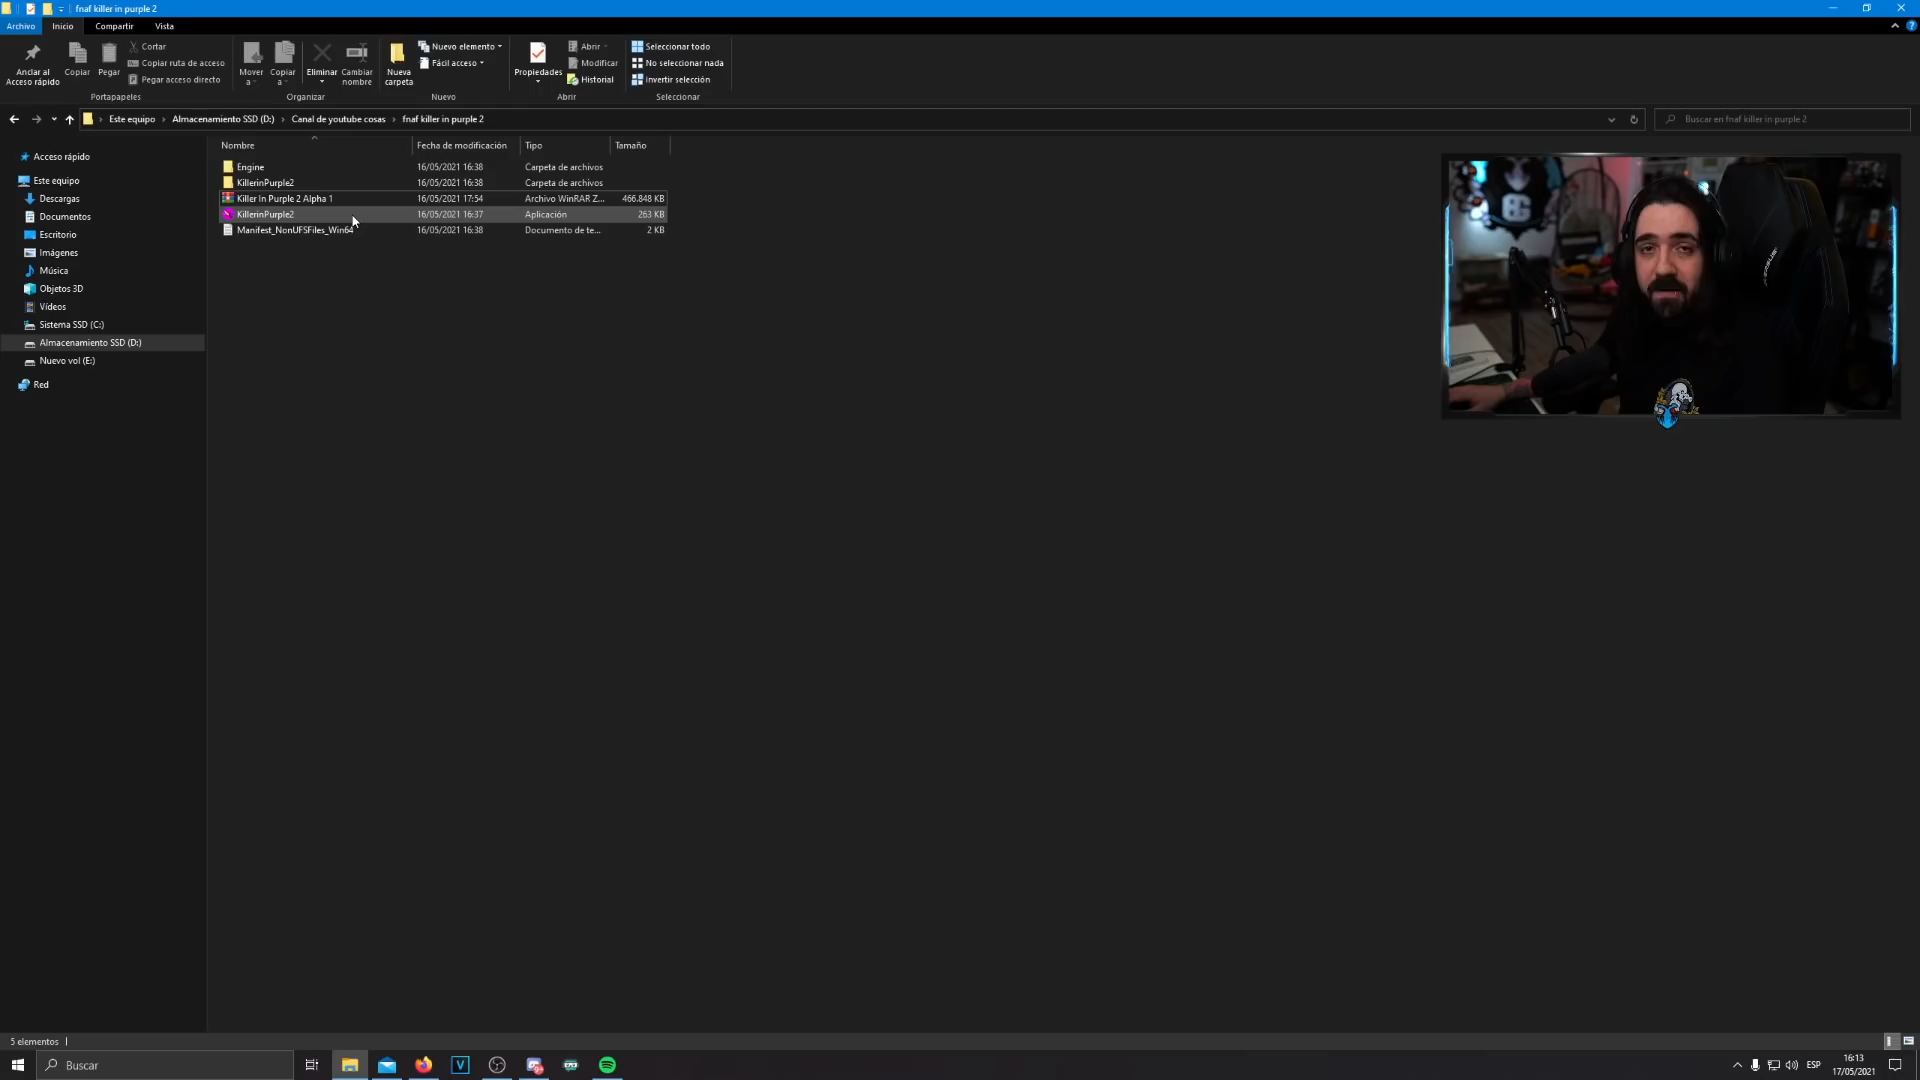 fnaf killer in purple 2
Archivo Inicio Compartir Vista
Anclar al Acceso rápido
Copiar
Pegar
Cortar
Copiar ruta de acceso
Pegar acceso directo
Portapapeles
Mover a
Copiar a
Eliminar
Cambiar nombre
Organizar
Nueva carpeta
Nuevo elemento
Fácil acceso
Nuevo
Propiedades
Abrir
Modificar
Historial
Abrir
Seleccionar todo
No seleccionar nada
Invertir selección
Seleccionar
Este equipo > Almacenamiento SSD (D:) > Canal de youtube cosas > fnaf killer in purple 2
Buscar en fnaf killer in purple 2
Acceso rápido
Este equipo
Descargas
Documentos
Escritorio
Imágenes
Música
Objetos 3D
Vídeos
Sistema SSD (C:)
Almacenamiento SSD (D:)
Nuevo vol (E:)
Red
Nombre Fecha de modificación Tipo Tamaño
Engine 16/05/2021 16:38 Carpeta de archivos
KillerinPurple2 16/05/2021 16:38 Carpeta de archivos
Killer In Purple 2 Alpha 1 16/05/2021 17:54 Archivo WinRAR Z... 466.848 KB
KillerinPurple2 16/05/2021 16:37 Aplicación 263 KB
Manifest_NonUFSFiles_Win64 16/05/2021 16:38 Documento de te... 2 KB
5 elementos
Buscar
ESP
16:13
17/05/2021